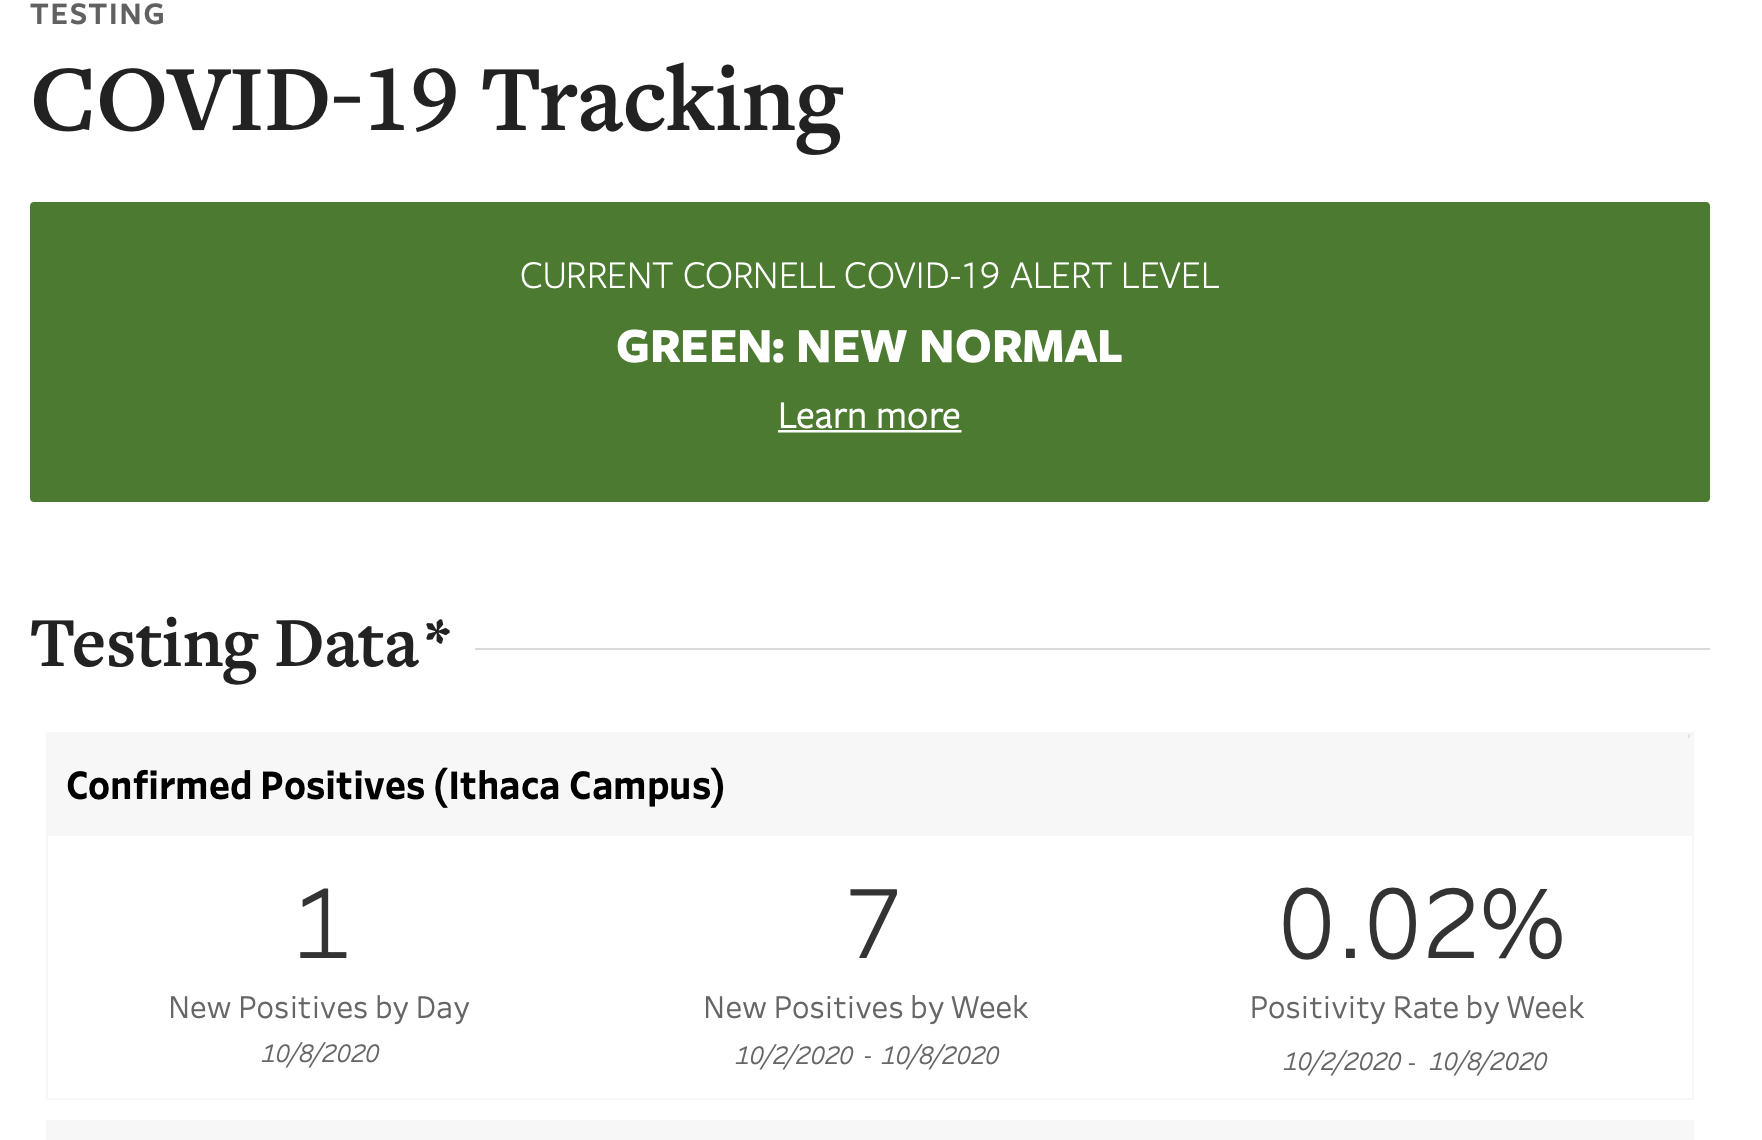 TESTING
COVID-19 Tracking
CURRENT CORNELL COVID-19 ALERT LEVEL
GREEN: NEW NORMAL
Learn more
Testing Data*
Confirmed Positives (Ithaca Campus)
1 7 0.02%
New Positives by Day New Positives by Week Positivity Rate by Week
10/8/2020 10/2/2020 - 10/8/2020 10/2/2020 - 10/8/2020